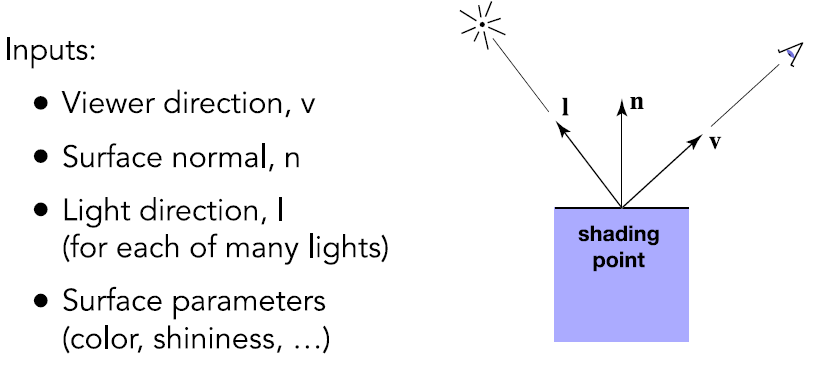 Inputs:
● Viewer direction, v
● Surface normal, n
● Light direction, l
(for each of many lights)
● Surface parameters
(color, shininess, …)
l
n
v
shading
point